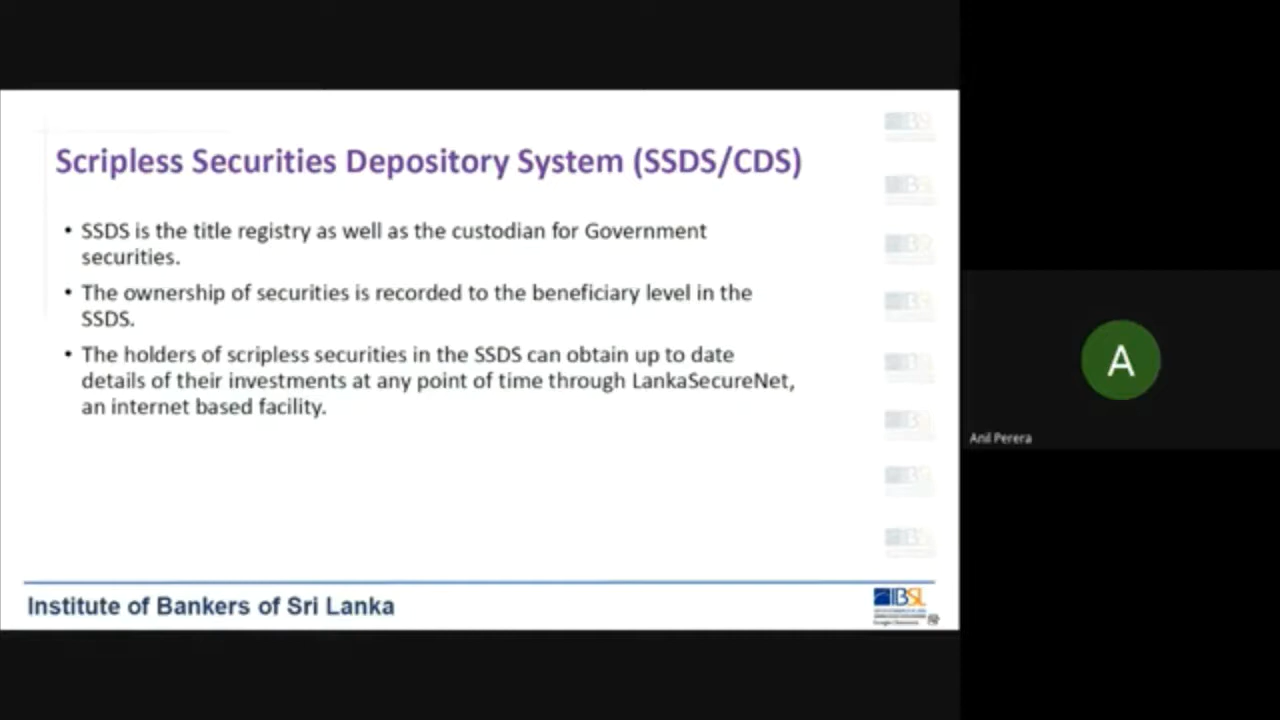 Scripless Securities Depository System (SSDS/CDS)
• SSDS is the title registry as well as the custodian for Government
securities.
• The ownership of securities is recorded to the beneficiary level in the
SSDS.
• The holders of scripless securities in the SSDS can obtain up to date
details of their investments at any point of time through LankaSecureNet,
an internet based facility.
Institute of Bankers of Sri Lanka
IBSL
A
Anil Perera